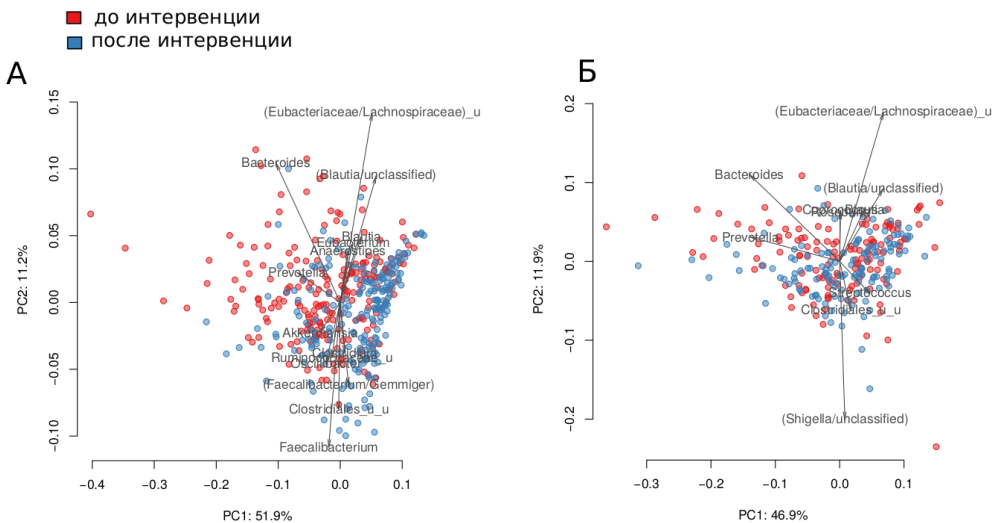 до интервенции
после интервенции
А
Б
0.15
0.10
0.05
0.00
−0.05
−0.10
PC2: 11.2%
(Eubacteriaceae/Lachnospiraceae)_u
Bacteroides
(Blautia/unclassified)
Blautia
Eubacterium
Anaerostipes
Prevotella
Akkermansia
Clostridium
Ruminococcaceae_u
Oscillibacter
(Faecalibacterium/Gemmiger)
Clostridiales_u_u
Faecalibacterium
−0.4
−0.3
−0.2
−0.1
0.0
0.1
PC1: 51.9%
0.2
0.1
0.0
−0.1
−0.2
PC2: 11.9%
(Eubacteriaceae/Lachnospiraceae)_u
Bacteroides
(Blautia/unclassified)
Blautia
Prevotella
Streptococcus
Clostridiales_u_u
(Shigella/unclassified)
−0.3
−0.2
−0.1
0.0
0.1
PC1: 46.9%